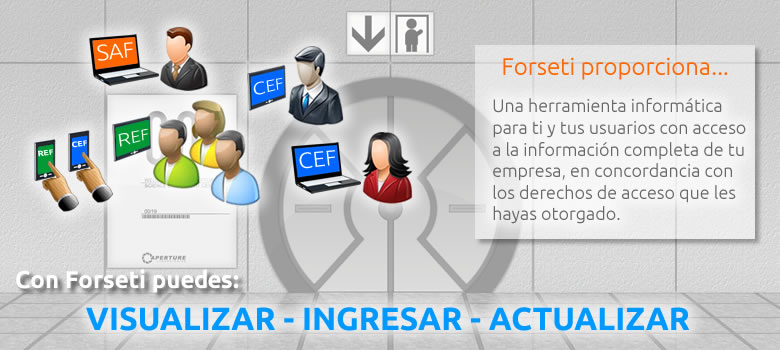 SAF
CEF
REF
CEF
REF
CEF
Forseti proporciona...
Una herramienta informática
para ti y tus usuarios con acceso
a la información completa de tu
empresa, en concordancia con
los derechos de acceso que les
hayas otorgado.
APERTURE
Con Forseti puedes:
VISUALIZAR - INGRESAR - ACTUALIZAR